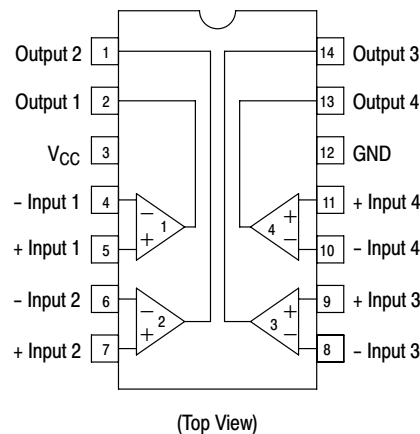 Output 2 1 14 Output 3
Output 1 2 13 Output 4
VCC 3 12 GND
– Input 1 4 – 11 + Input 4
1 + 4
+ Input 1 5 + – 10 – Input 4
– Input 2 6 – 9 + Input 3
2 + 3
+ Input 2 7 + – 8 – Input 3
(Top View)